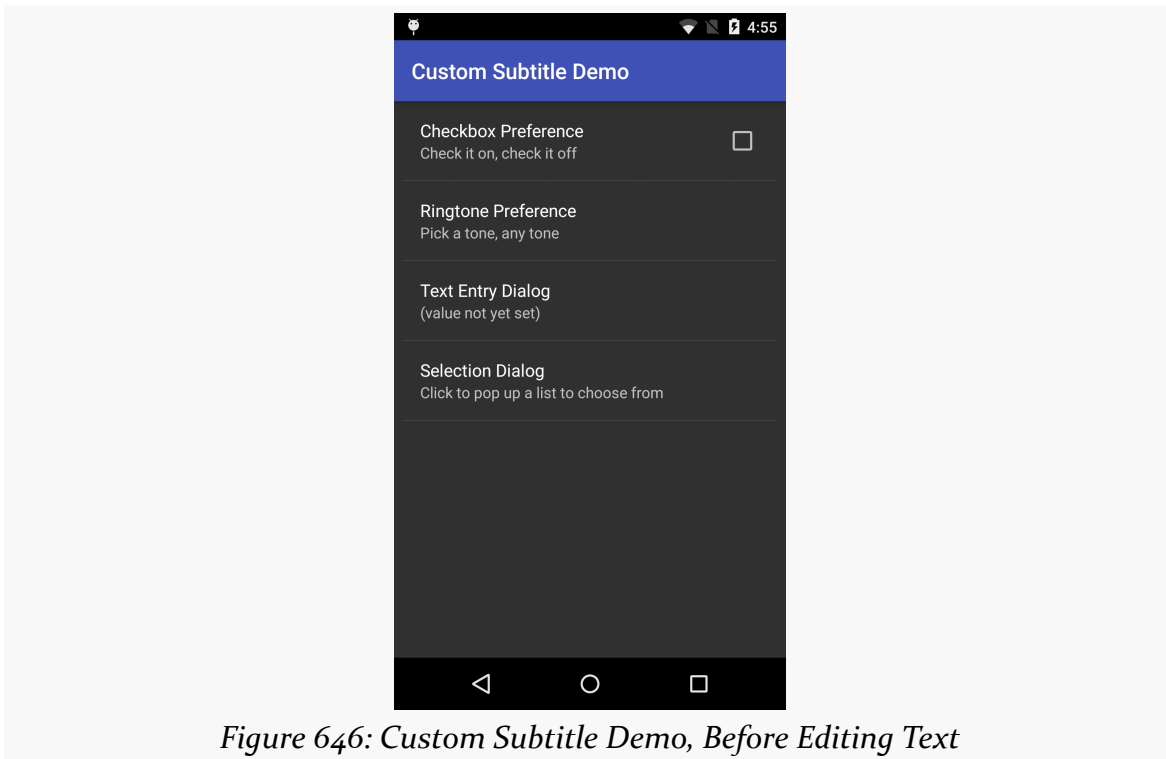 4:55
Custom Subtitle Demo
Checkbox Preference
Check it on, check it off
Ringtone Preference
Pick a tone, any tone
Text Entry Dialog
(value not yet set)
Selection Dialog
Click to pop up a list to choose from
Figure 646: Custom Subtitle Demo, Before Editing Text